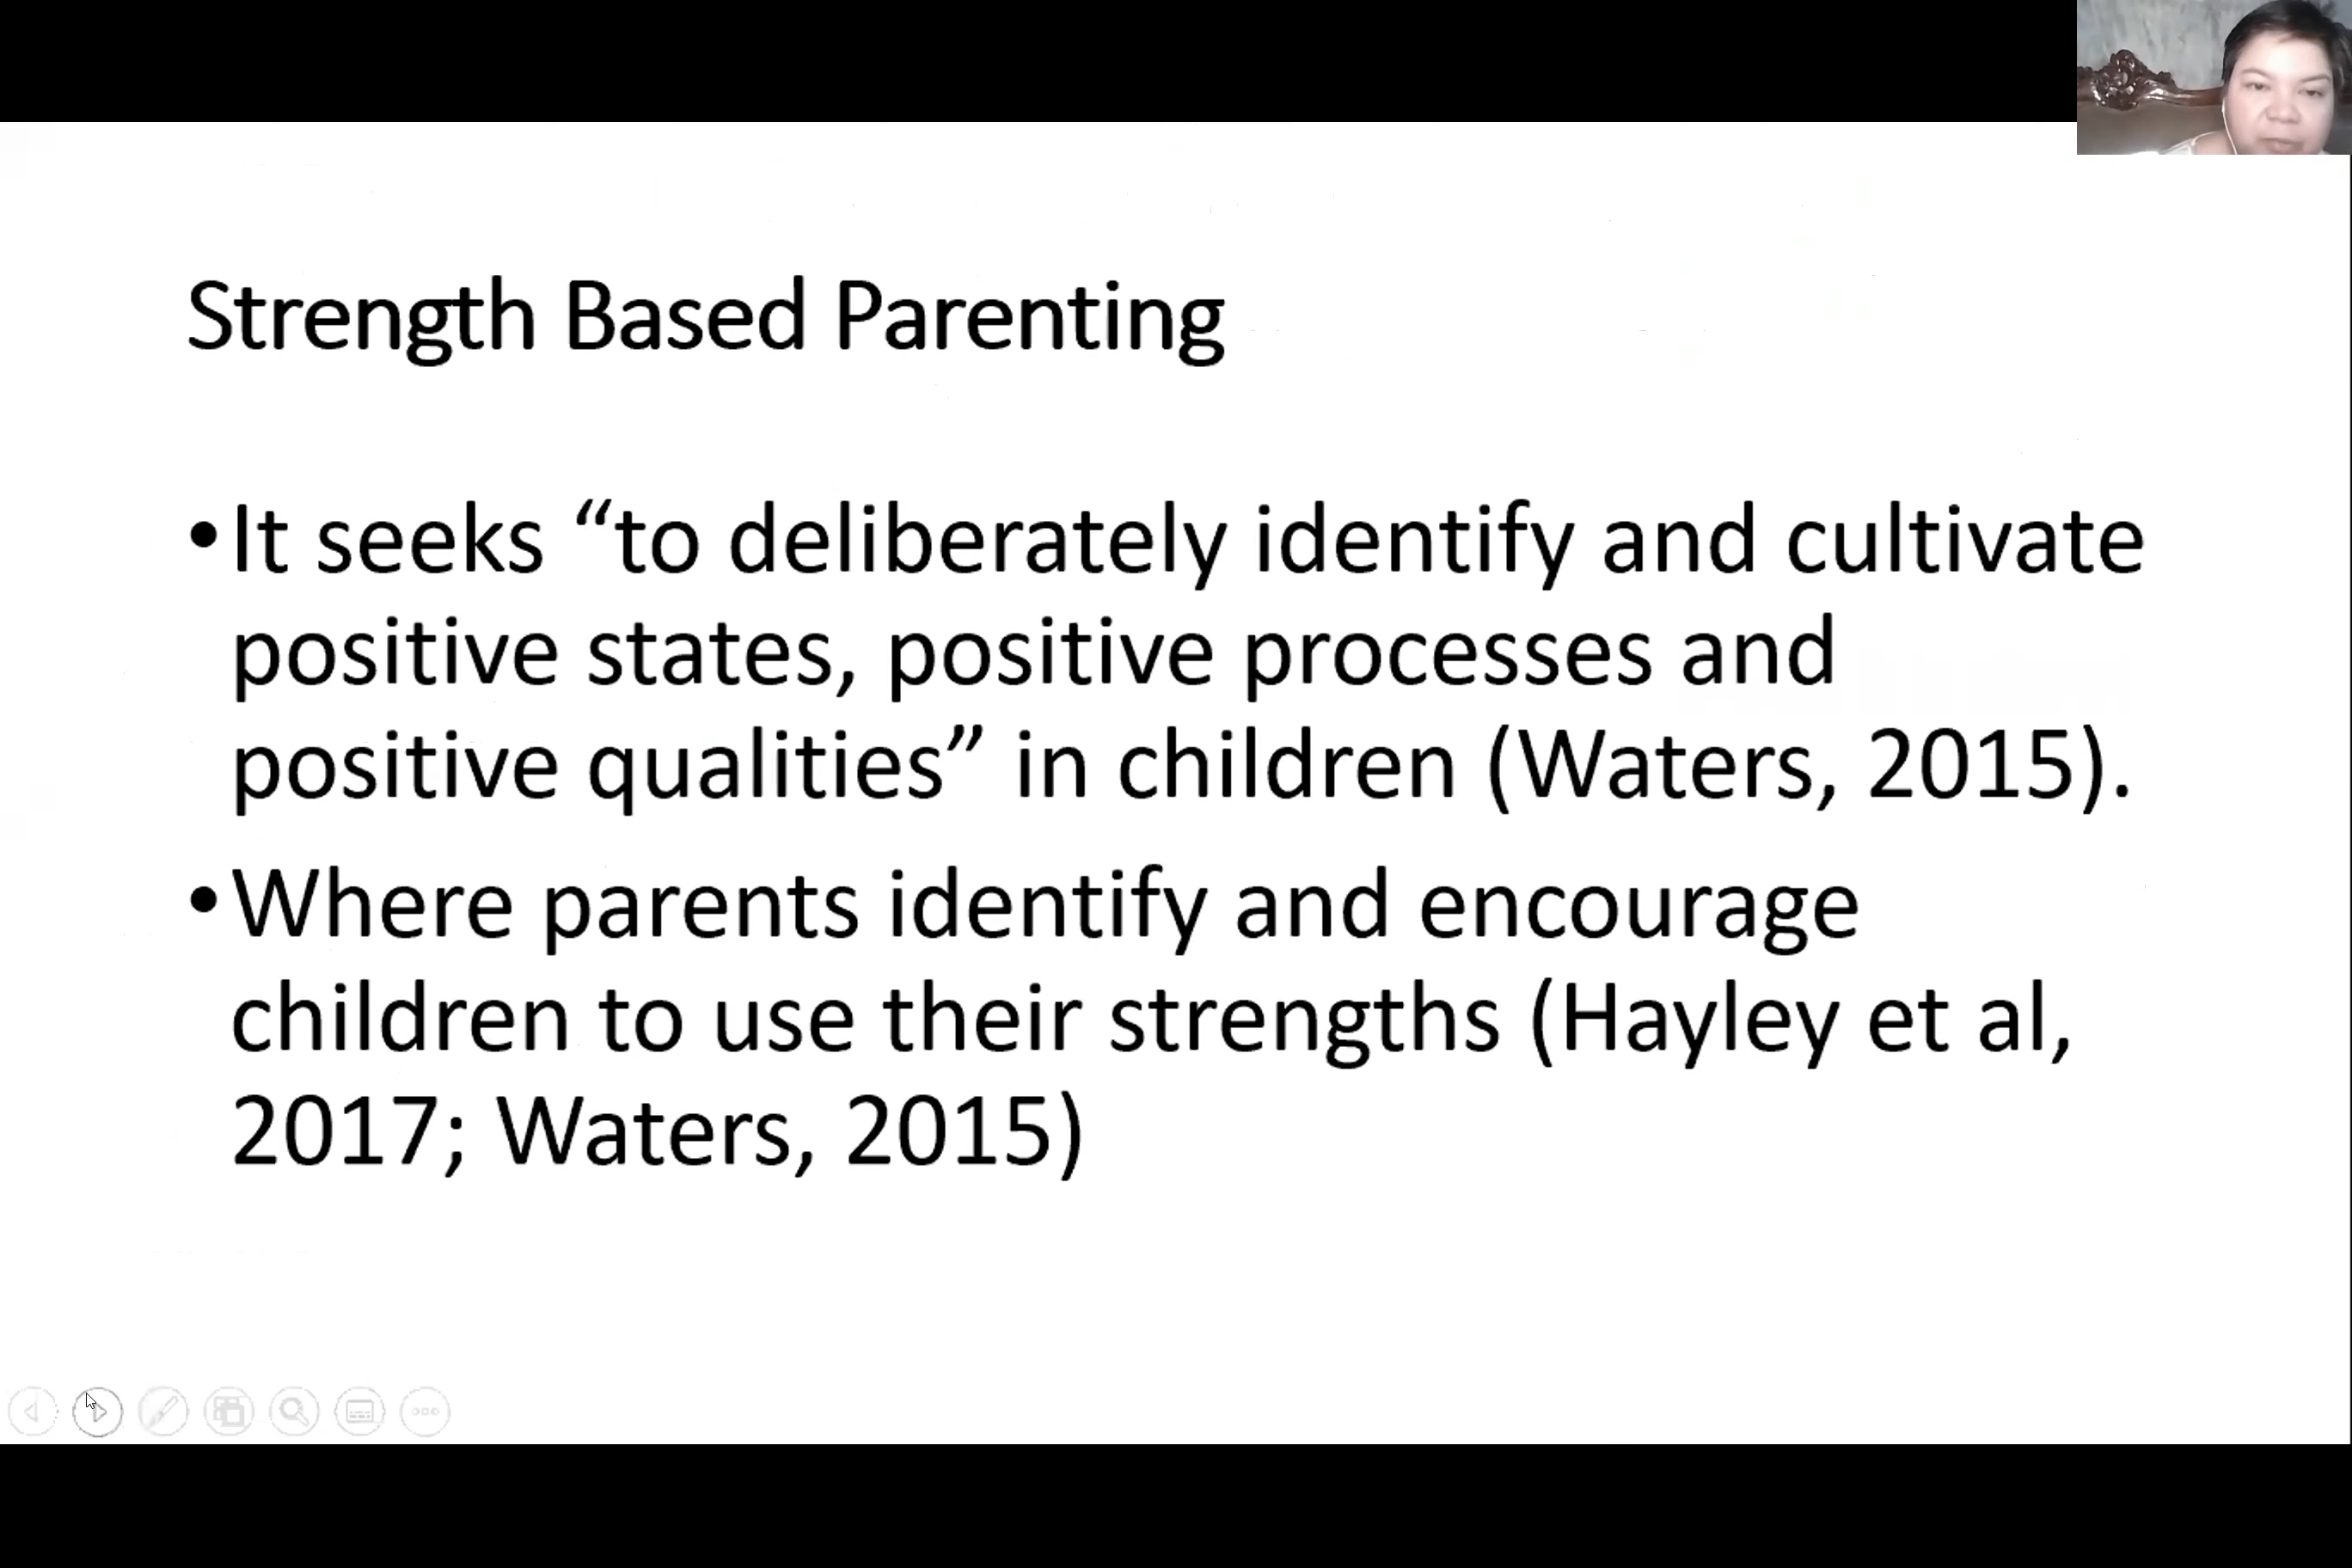 Strength Based Parenting
•It seeks “to deliberately identify and cultivate
positive states, positive processes and
positive qualities” in children (Waters, 2015).
•Where parents identify and encourage
children to use their strengths (Hayley et al,
2017; Waters, 2015)